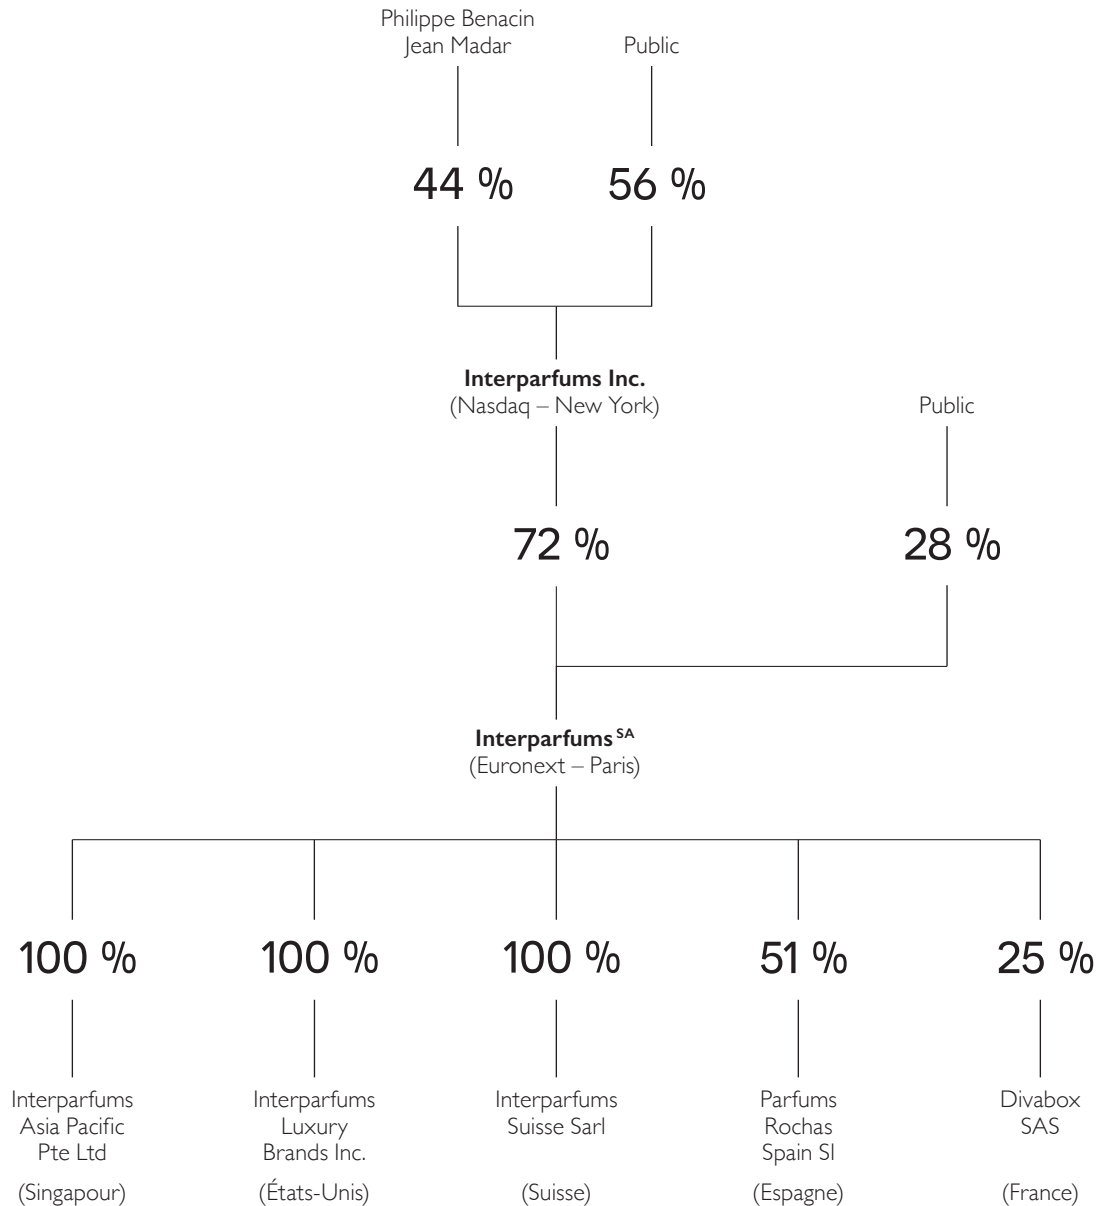 Philippe Benacin
Jean Madar
Public
44 %
56 %
Interparfums Inc.
(Nasdaq – New York)
Public
72 %
28 %
Interparfums SA
(Euronext – Paris)
100 %
100 %
100 %
51 %
25 %
Interparfums
Asia Pacific
Pte Ltd
(Singapour)
Interparfums
Luxury
Brands Inc.
(États-Unis)
Interparfums
Suisse Sarl
(Suisse)
Parfums
Rochas
Spain Sl
(Espagne)
Divabox
SAS
(France)